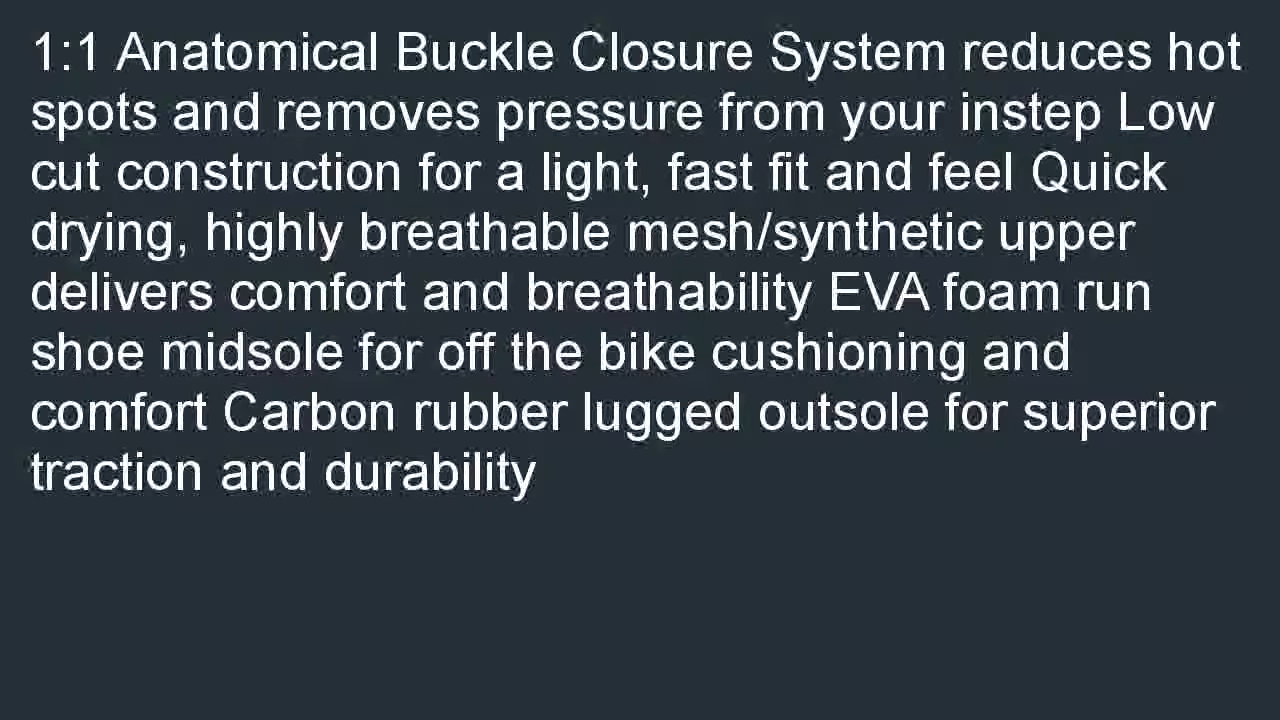 1:1 Anatomical Buckle Closure System reduces hot
spots and removes pressure from your instep Low
cut construction for a light, fast fit and feel Quick
drying, highly breathable mesh/synthetic upper
delivers comfort and breathability EVA foam run
shoe midsole for off the bike cushioning and
comfort Carbon rubber lugged outsole for superior
traction and durability